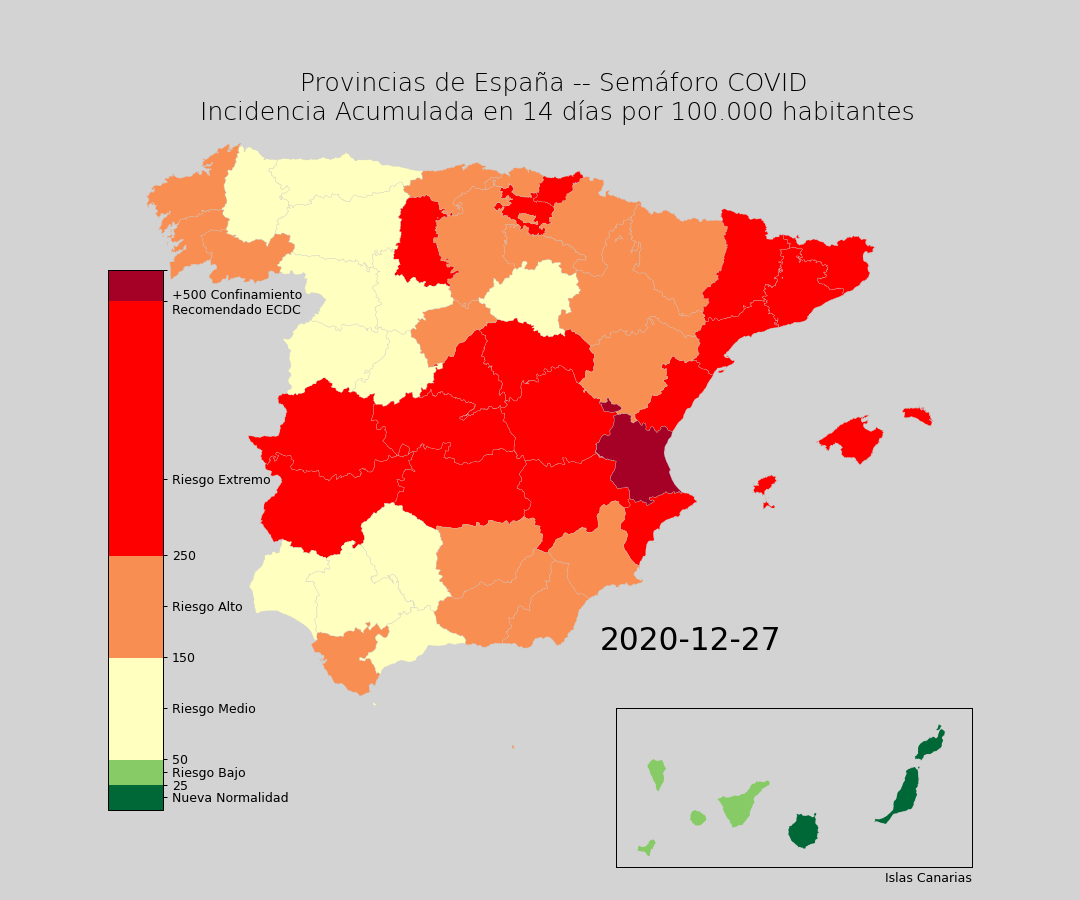 Provincias de España -- Semáforo COVID
Incidencia Acumulada en 14 días por 100.000 habitantes
+500 Confinamiento
Recomendado ECDC
Riesgo Extremo
250
Riesgo Alto
150
Riesgo Medio
50
Riesgo Bajo
25
Nueva Normalidad
2020-12-27
Islas Canarias